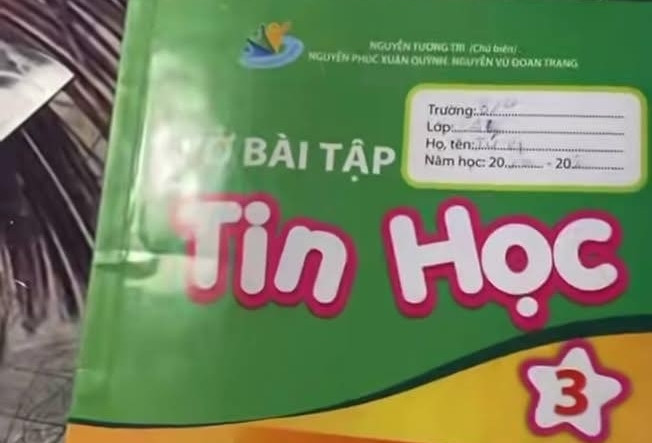 NGUYỄN TƯƠNG TRI (Chủ biên)
NGUYỄN PHÚC XUÂN QUỲNH, NGUYỄN VŨ ĐOAN TRANG
Trường:
Lớp:
Họ, tên:
Năm học: 20........ - 20
VỞ BÀI TẬP
Tin Học
3